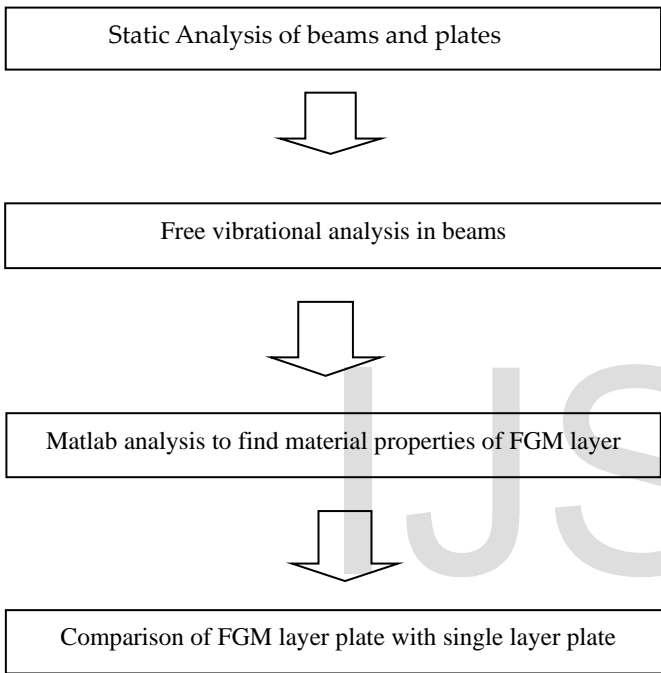 Static Analysis of beams and plates
Free vibrational analysis in beams
Matlab analysis to find material properties of FGM layer
Comparison of FGM layer plate with single layer plate
IJS